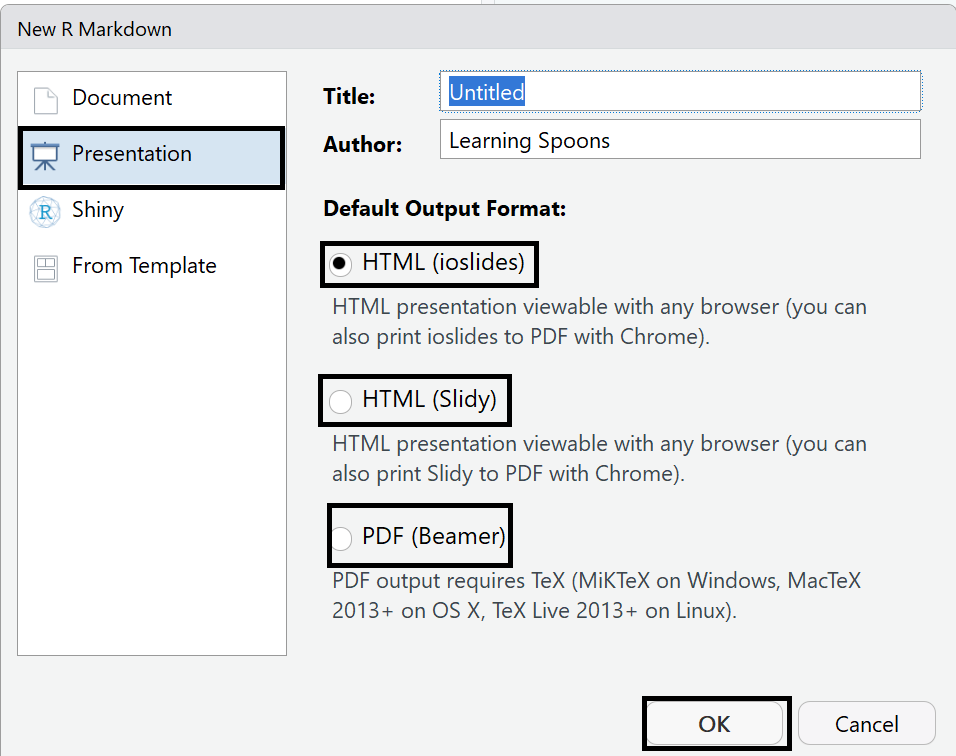 New R Markdown
Document
Presentation
R
Shiny
From Template
Title: Untitled
Author: Learning Spoons
Default Output Format:
HTML (ioslides)
HTML presentation viewable with any browser (you can
also print ioslides to PDF with Chrome).
HTML (Slidy)
HTML presentation viewable with any browser (you can
also print Slidy to PDF with Chrome).
PDF (Beamer)
PDF output requires TeX (MiKTeX on Windows, MacTeX
2013+ on OS X, TeX Live 2013+ on Linux).
OK Cancel